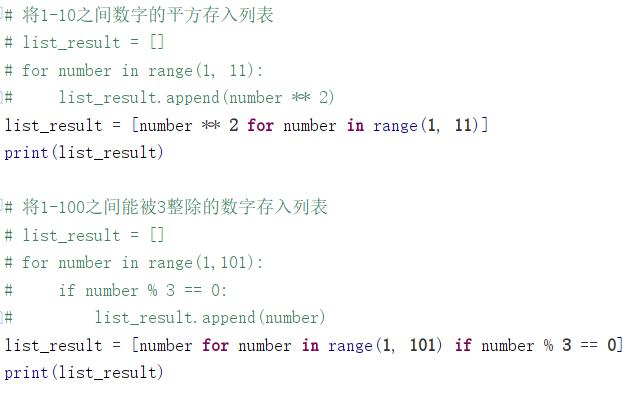 # 将1-10之间数字的平方存入列表
# list_result = []
# for number in range(1, 11):
#     list_result.append(number ** 2)
list_result = [number ** 2 for number in range(1, 11)]
print(list_result)
# 将1-100之间能被3整除的数字存入列表
# list_result = []
# for number in range(1,101):
#     if number % 3 == 0:
#         list_result.append(number)
list_result = [number for number in range(1, 101) if number % 3 == 0]
print(list_result)